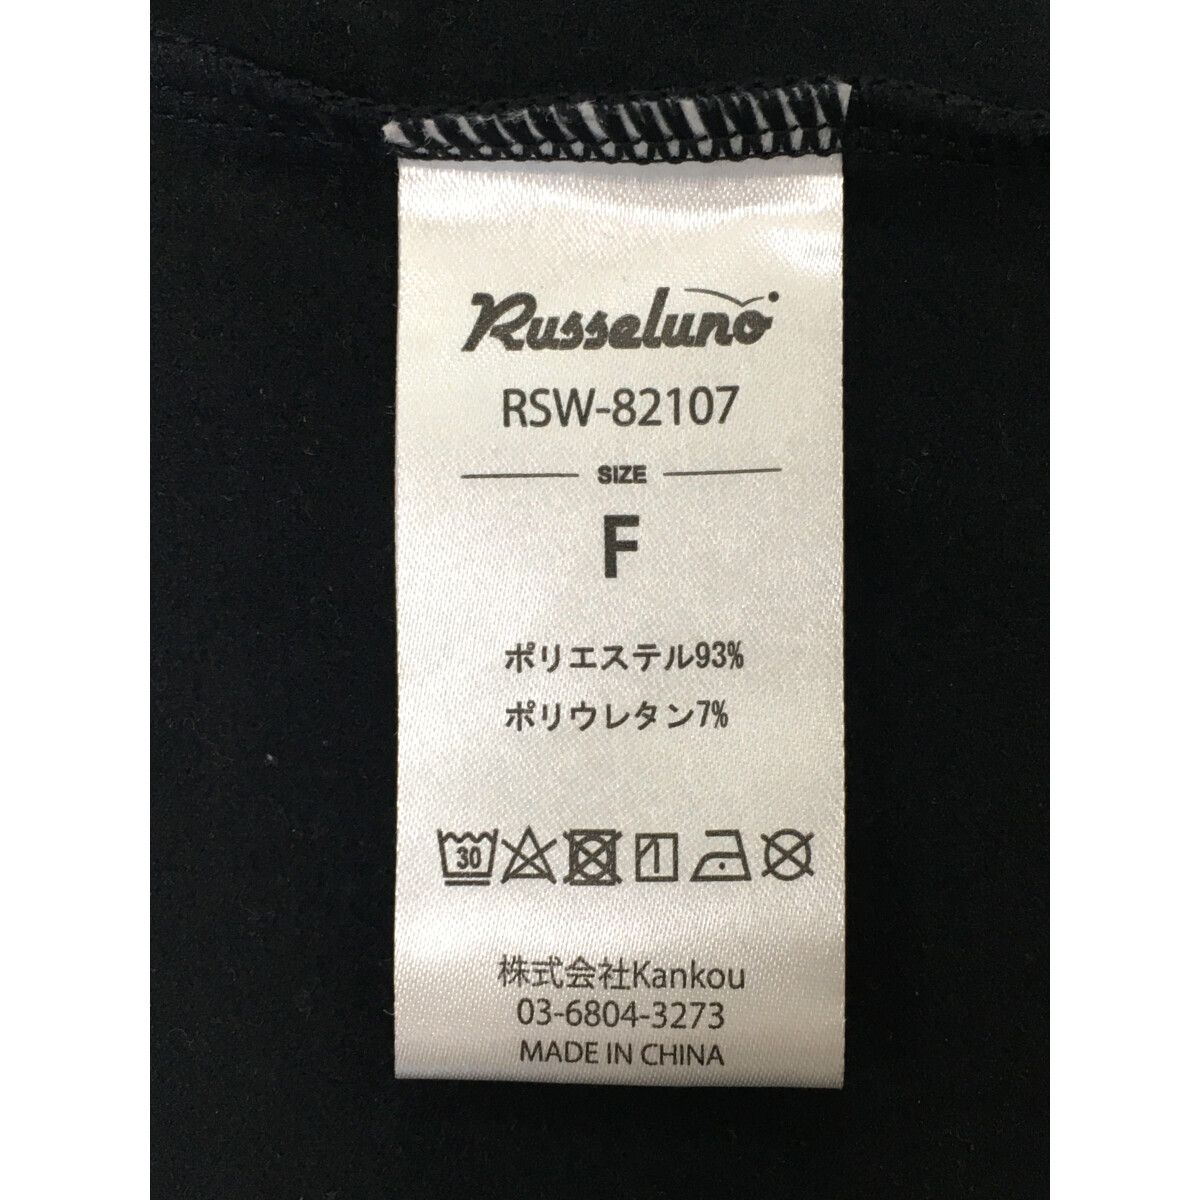 Russeluno
RSW-82107
SIZE
F
ポリエステル93%
ポリウレタン7%
30
株式会社Kankou
03-6804-3273
MADE IN CHINA